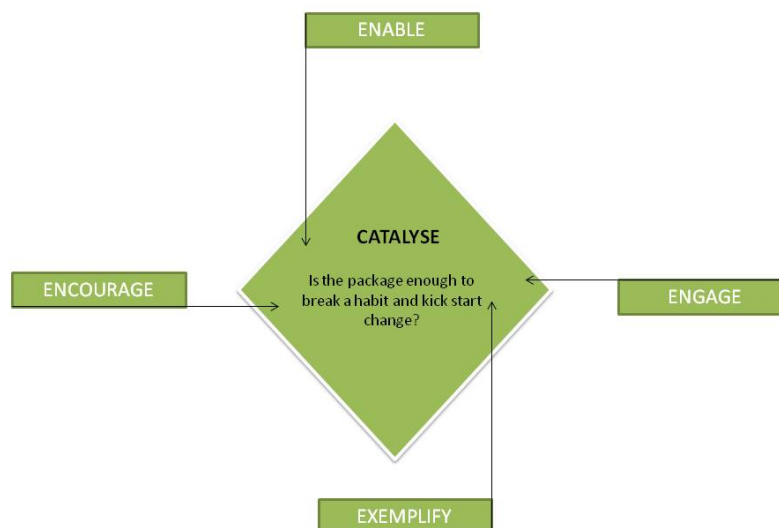 ENABLE
CATALYSE
Is the package enough to
break a habit and kick start
change?
ENCOURAGE
ENGAGE
EXEMPLIFY